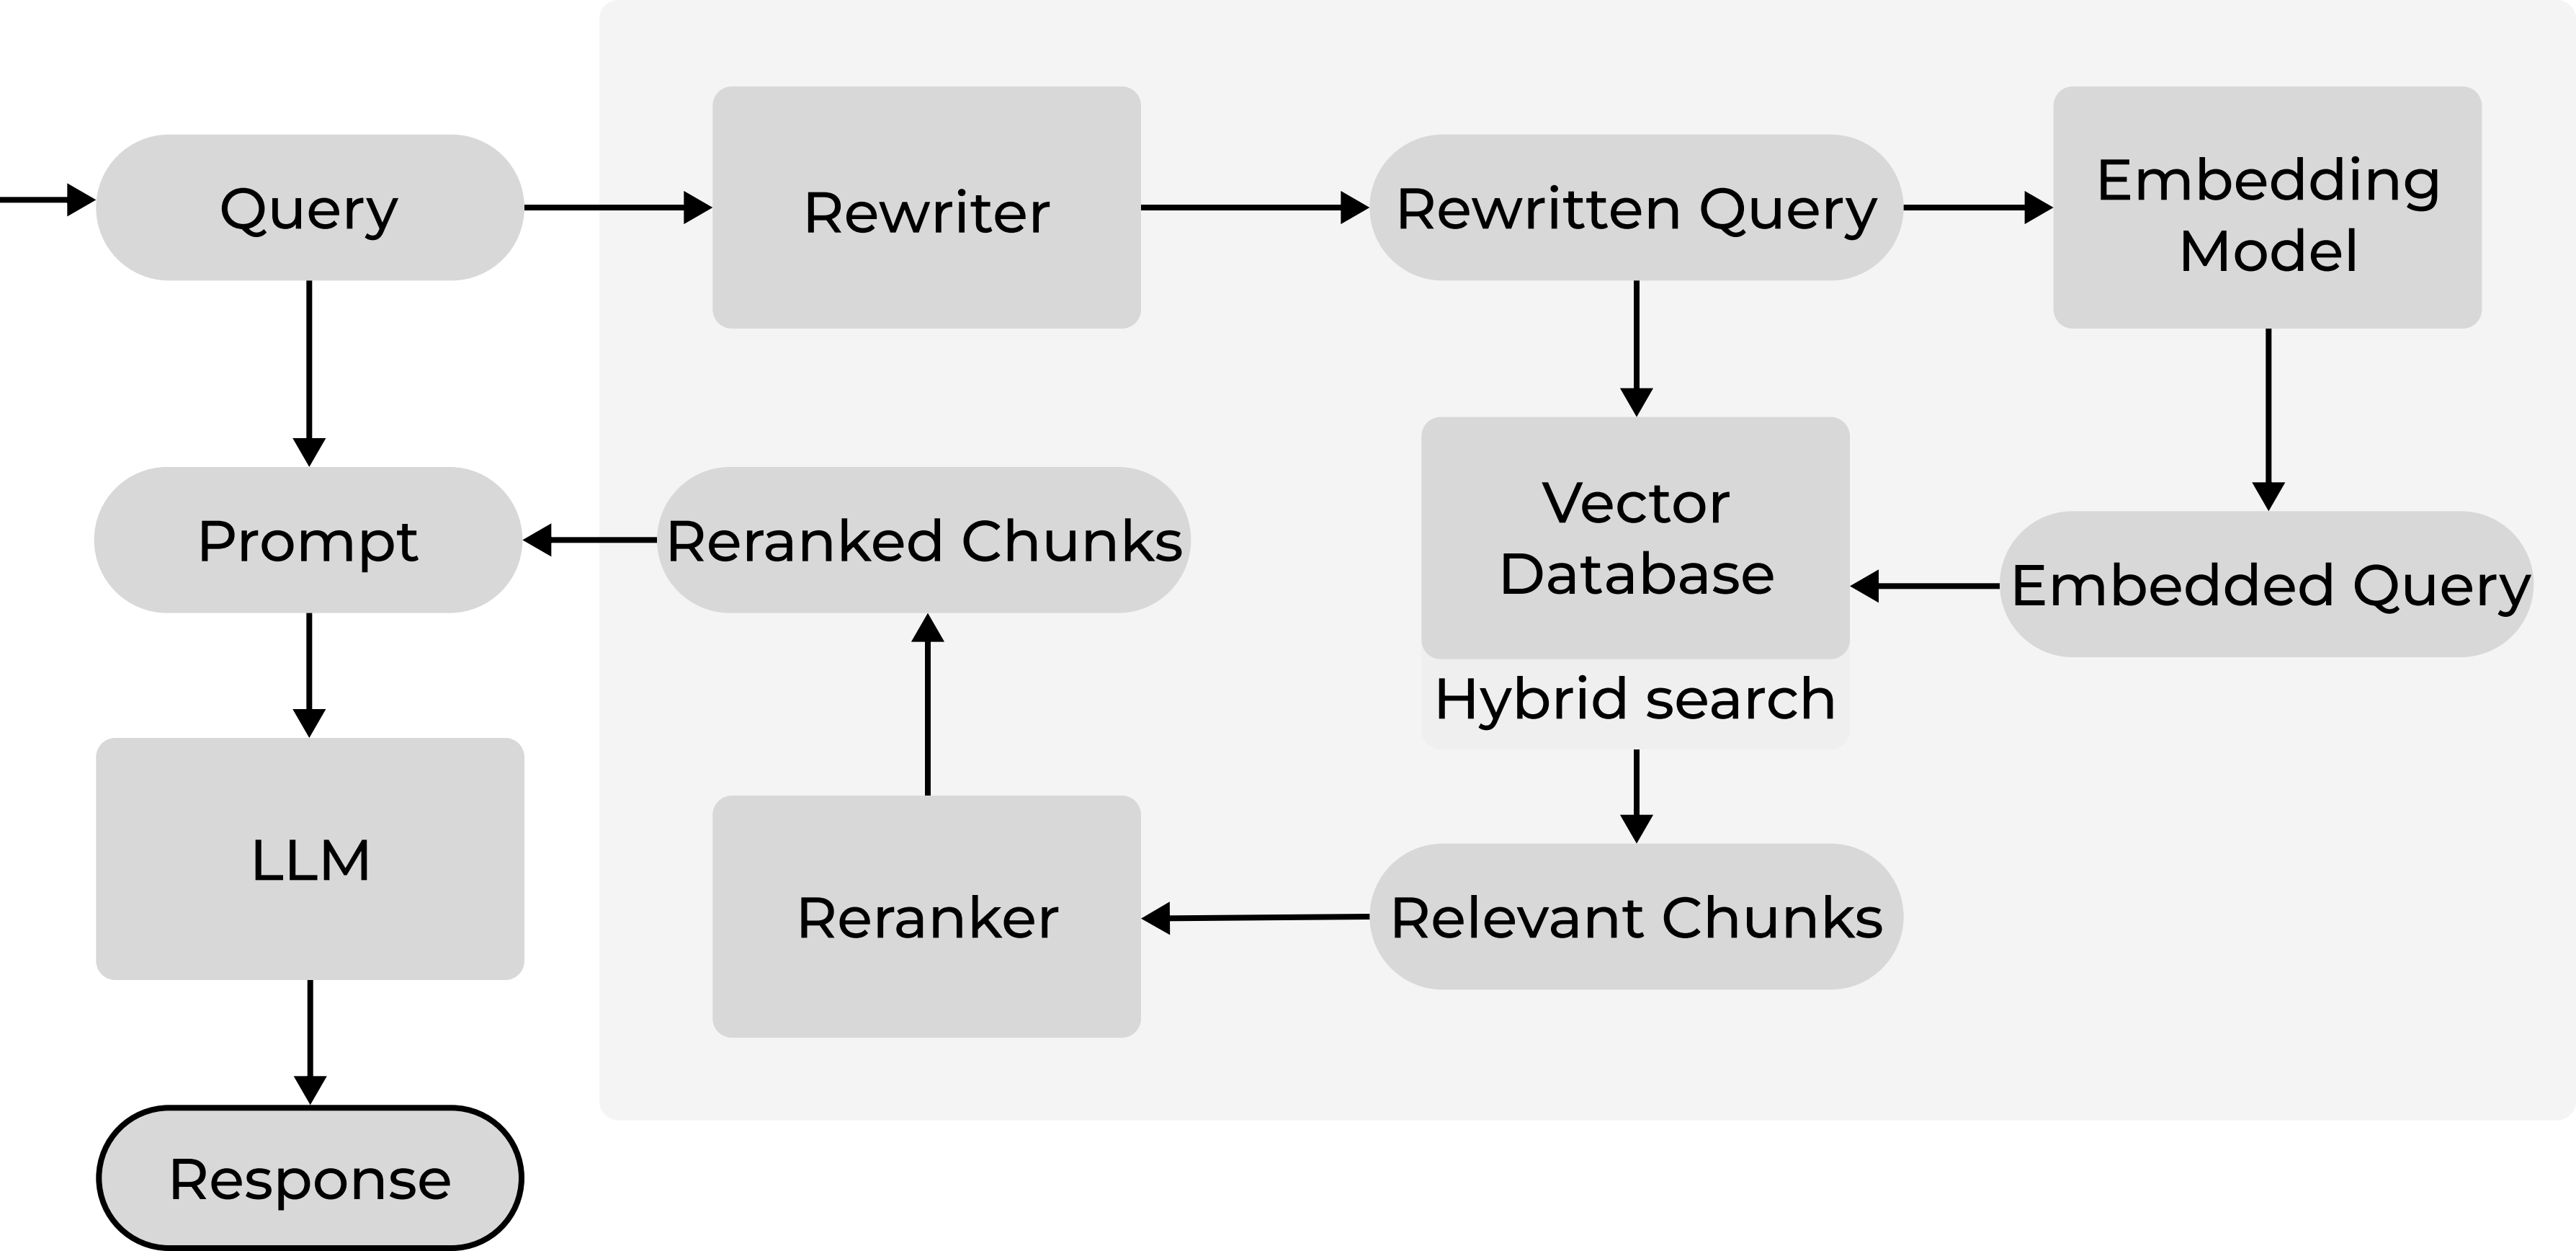 Query
Rewriter
Rewritten Query
Embedding
Model
Prompt
Reranked Chunks
Vector
Database
Embedded Query
Hybrid search
LLM
Reranker
Relevant Chunks
Response